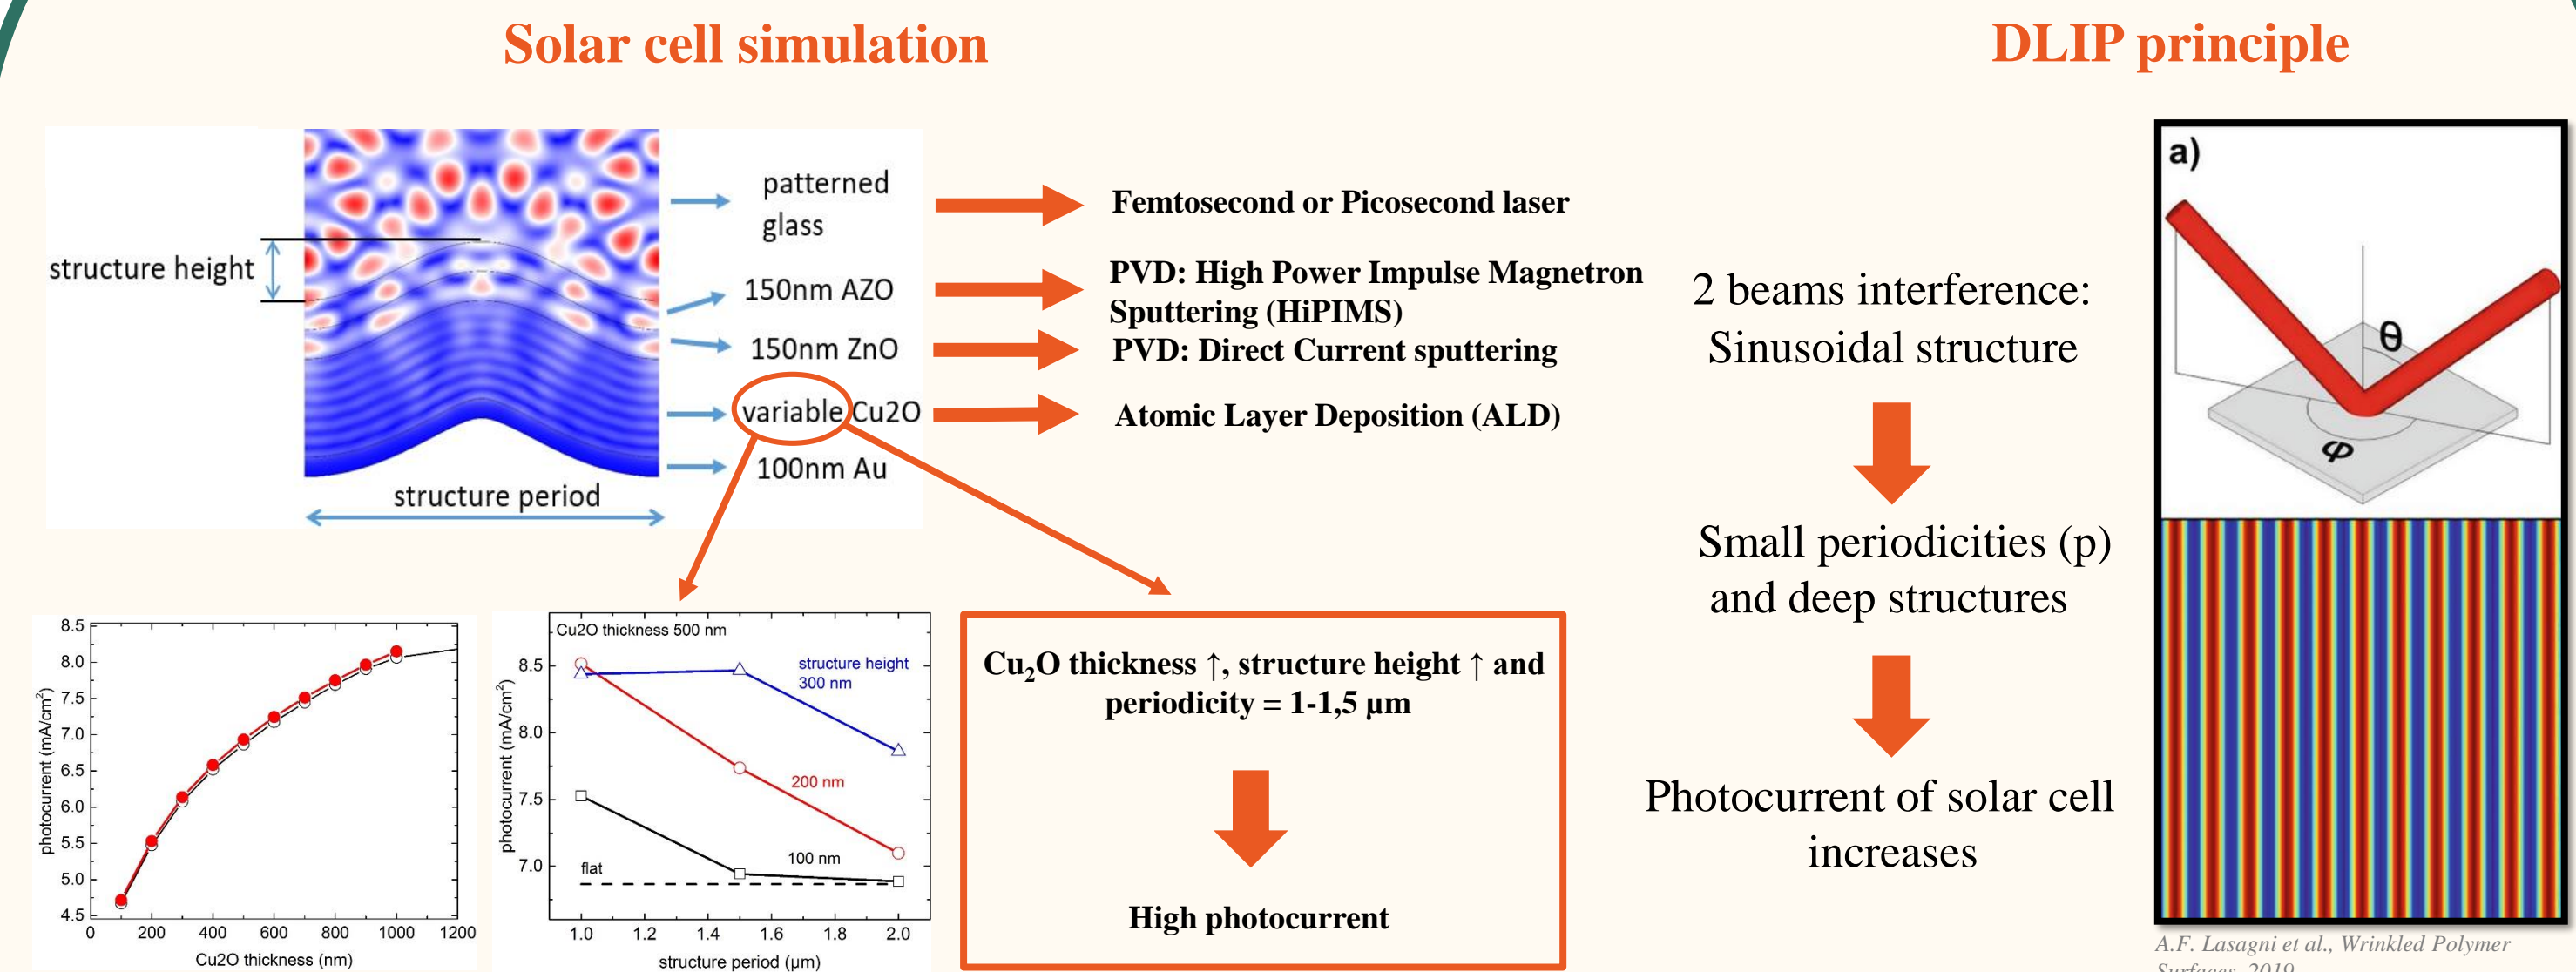 Solar cell simulation
DLIP principle
patterned
glass
structure height
150nm AZO
150nm ZnO
variable Cu2O
100nm Au
structure period
Femtosecond or Picosecond laser
PVD: High Power Impulse Magnetron
Sputtering (HiPIMS)
PVD: Direct Current sputtering
Atomic Layer Deposition (ALD)
8.5
8.0
7.5
7.0
6.5
6.0
5.5
5.0
4.5
photocurrent (mA/cm²)
0 200 400 600 800 1000 1200
Cu2O thickness (nm)
Cu2O thickness 500 nm
structure height
300 nm
200 nm
100 nm
flat
8.5
8.0
7.5
7.0
photocurrent (mA/cm²)
1.0 1.2 1.4 1.6 1.8 2.0
structure period (µm)
Cu₂O thickness ↑, structure height ↑ and
periodicity = 1-1,5 µm
High photocurrent
2 beams interference:
Sinusoidal structure
Small periodicities (p)
and deep structures
Photocurrent of solar cell
increases
a)
θ
φ
A.F. Lasagni et al., Wrinkled Polymer
Surfaces, 2019